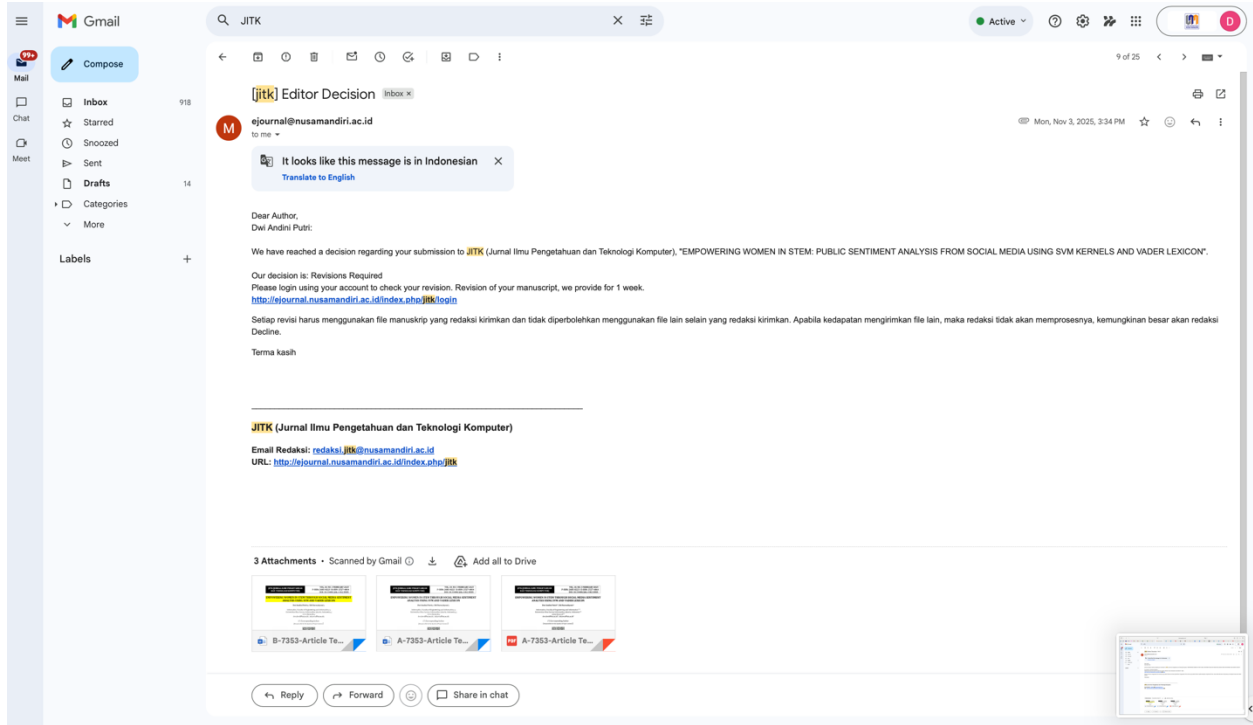 Gmail
JITK
Active
D
99+
Mail
Chat
Meet
Compose
Inbox 918
Starred
Snoozed
Sent
Drafts 14
Categories
More
Labels
9 of 25
[jitk] Editor Decision Inbox x
M
ejournal@nusamandiri.ac.id
to me
Mon, Nov 3, 2025, 3:34 PM
It looks like this message is in Indonesian
Translate to English
Dear Author,
Dwi Andini Putri:
We have reached a decision regarding your submission to JITK (Jurnal Ilmu Pengetahuan dan Teknologi Komputer), "EMPOWERING WOMEN IN STEM: PUBLIC SENTIMENT ANALYSIS FROM SOCIAL MEDIA USING SVM KERNELS AND VADER LEXICON".
Our decision is: Revisions Required
Please login using your account to check your revision. Revision of your manuscript, we provide for 1 week.
http://ejournal.nusamandiri.ac.id/index.php/jitk/login
Setiap revisi harus menggunakan file manuskrip yang redaksi kirimkan dan tidak diperbolehkan menggunakan file lain selain yang redaksi kirimkan. Apabila kedapatan mengirimkan file lain, maka redaksi tidak akan memprosesnya, kemungkinan besar akan redaksi
Decline.
Terma kasih
JITK (Jurnal Ilmu Pengetahuan dan Teknologi Komputer)
Email Redaksi: redaksi.jitk@nusamandiri.ac.id
URL: http://ejournal.nusamandiri.ac.id/index.php/jitk
3 Attachments • Scanned by Gmail
Add all to Drive
B-7353-Article Te...
A-7353-Article Te...
PDF A-7353-Article Te...
Reply
Forward
Share in chat